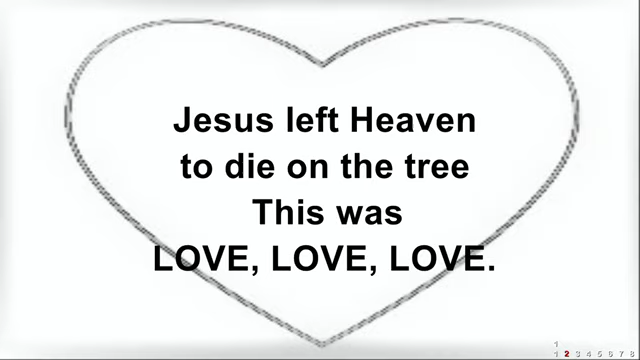 Jesus left Heaven
to die on the tree
This was
LOVE, LOVE, LOVE.
1
1 2 3 4 5 6 7 8